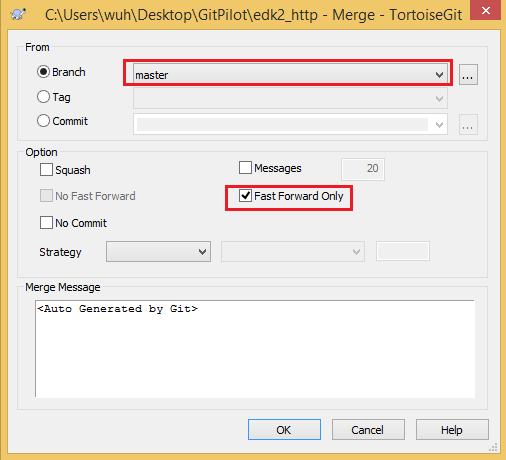 C:\Users\wuh\Desktop\GitPilot\edk2_http - Merge - TortoiseGit
From
Branch
master
...
Tag
Commit
...
Option
Squash
Messages
20
No Fast Forward
Fast Forward Only
No Commit
Strategy
Merge Message
<Auto Generated by Git>
OK
Cancel
Help